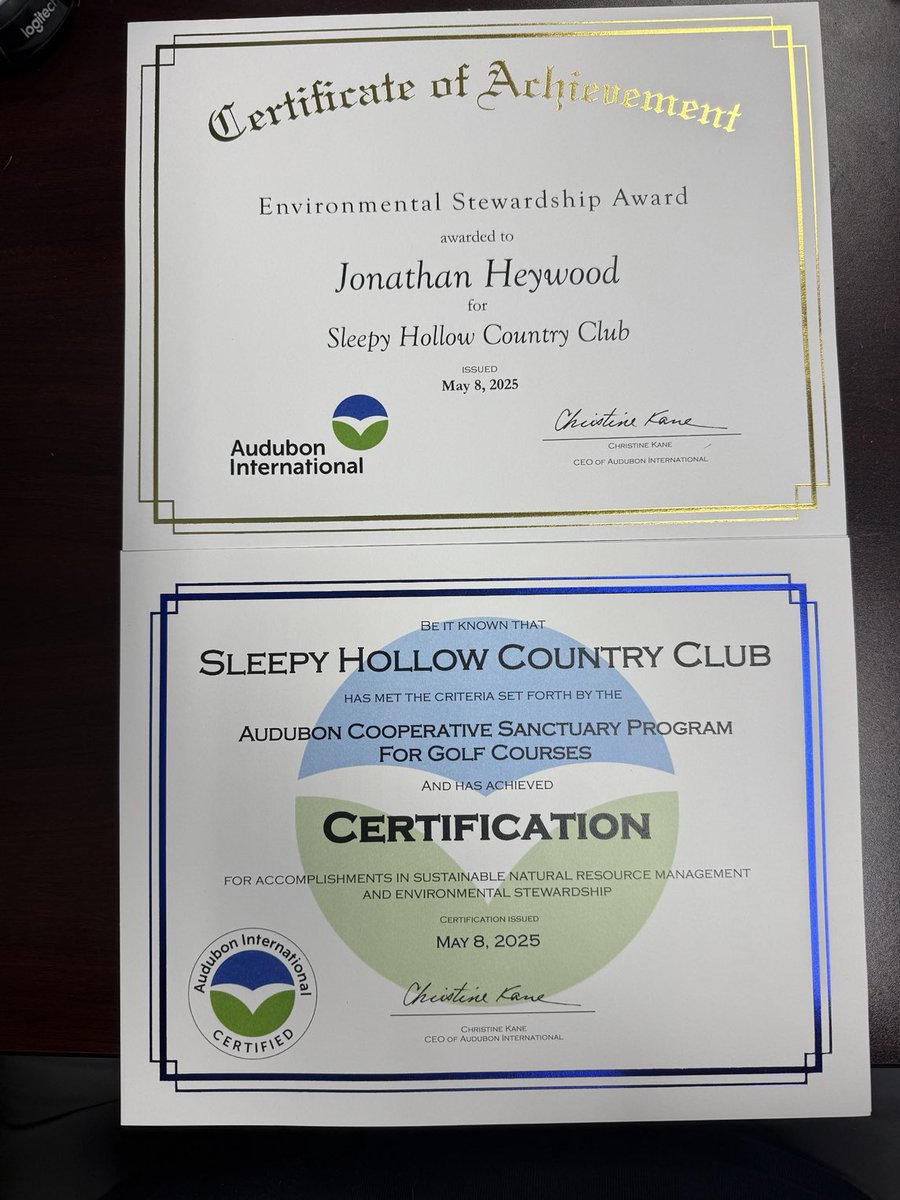 logitech
Certificate of Achievement
Environmental Stewardship Award
awarded to
Jonathan Heywood
for
Sleepy Hollow Country Club
ISSUED
May 8, 2025
Audubon
International
Christine Kane
CHRISTINE KANE
CEO OF AUDUBON INTERNATIONAL
BE IT KNOWN THAT
SLEEPY HOLLOW COUNTRY CLUB
HAS MET THE CRITERIA SET FORTH BY THE
AUDUBON COOPERATIVE SANCTUARY PROGRAM
FOR GOLF COURSES
AND HAS ACHIEVED
CERTIFICATION
FOR ACCOMPLISHMENTS IN SUSTAINABLE NATURAL RESOURCE MANAGEMENT
AND ENVIRONMENTAL STEWARDSHIP
CERTIFICATION ISSUED
MAY 8, 2025
Audubon International
CERTIFIED
Christine Kane
CHRISTINE KANE
CEO OF AUDUBON INTERNATIONAL